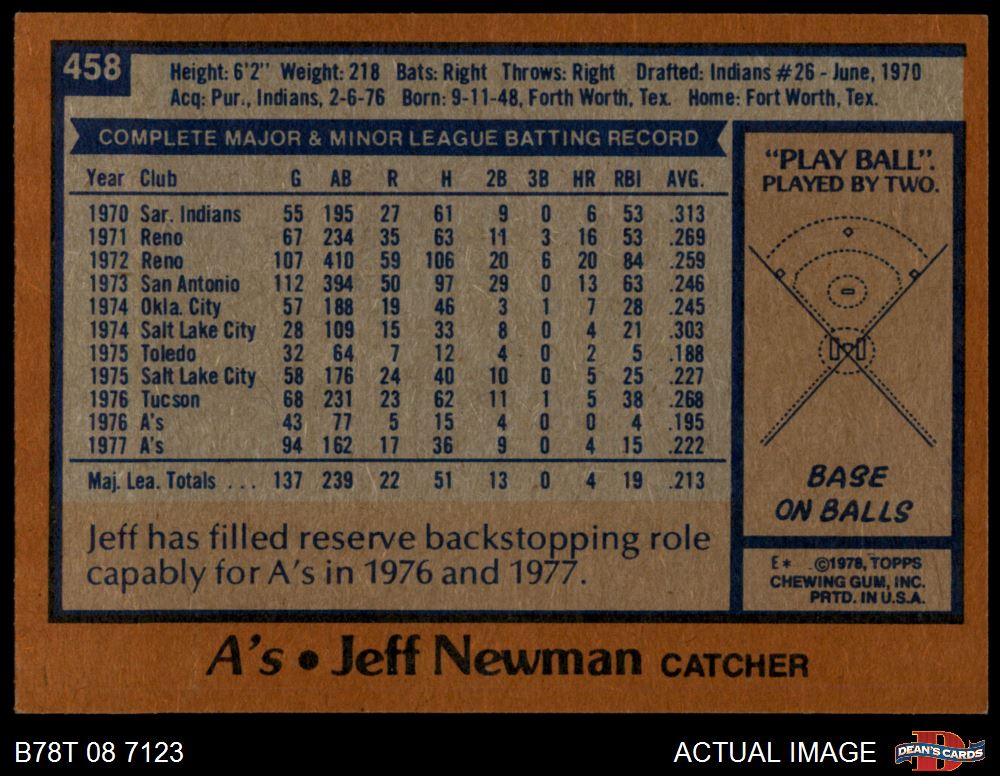 458
Height: 6'2" Weight: 218 Bats: Right Throws: Right Drafted: Indians #26 - June, 1970
Acq: Pur., Indians, 2-6-76 Born: 9-11-48, Forth Worth, Tex. Home: Fort Worth, Tex.
COMPLETE MAJOR & MINOR LEAGUE BATTING RECORD
Year Club G AB R H 2B 3B HR RBI AVG.
1970 Sar. Indians 55 195 27 61 9 0 6 53 .313
1971 Reno 67 234 35 63 11 3 16 53 .269
1972 Reno 107 410 59 106 20 6 20 84 .259
1973 San Antonio 112 394 50 97 29 0 13 63 .246
1974 Okla. City 57 188 19 46 3 1 7 28 .245
1974 Salt Lake City 28 109 15 33 8 0 4 21 .303
1975 Toledo 32 64 7 12 4 0 2 5 .188
1975 Salt Lake City 58 176 24 40 10 0 5 25 .227
1976 Tucson 68 231 23 62 11 1 5 38 .268
1976 A's 43 77 5 15 4 0 0 4 .195
1977 A's 94 162 17 36 9 0 4 15 .222
Maj. Lea. Totals . . . 137 239 22 51 13 0 4 19 .213
Jeff has filled reserve backstopping role
capably for A's in 1976 and 1977.
"PLAY BALL".
PLAYED BY TWO.
BASE
ON BALLS
E* ©1978, TOPPS
CHEWING GUM, INC.
PRTD. IN U.S.A.
A's • Jeff Newman CATCHER
B78T 08 7123
ACTUAL IMAGE
D
DEAN'S CARDS